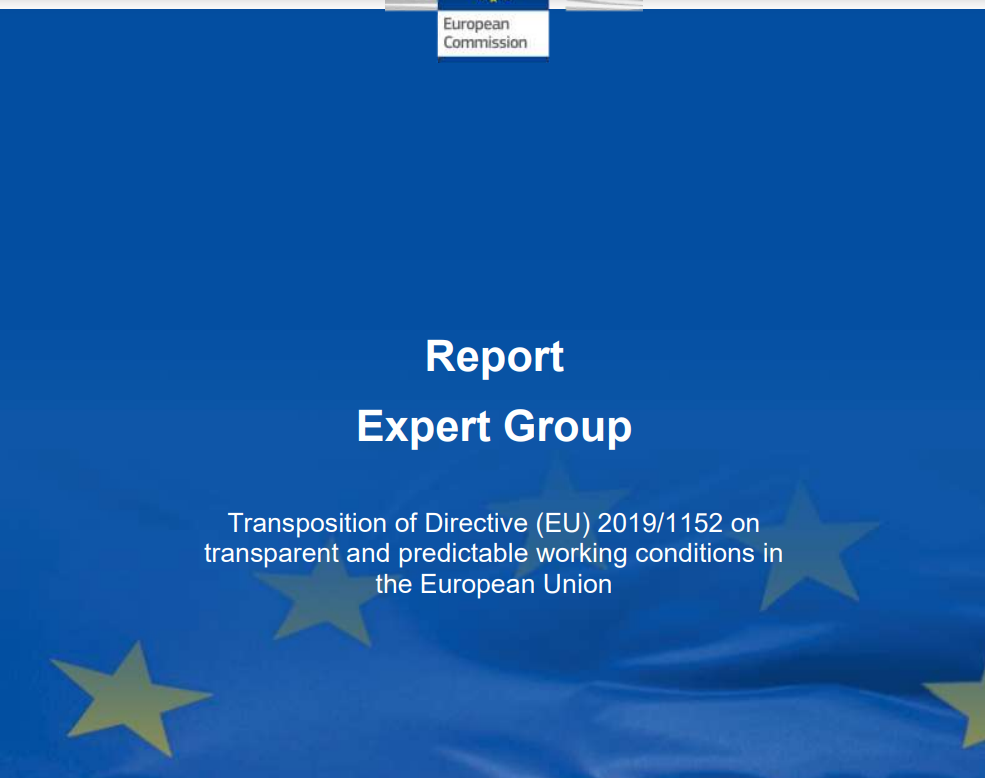 European
Commission
Report
Expert Group
Transposition of Directive (EU) 2019/1152 on
transparent and predictable working conditions in
the European Union